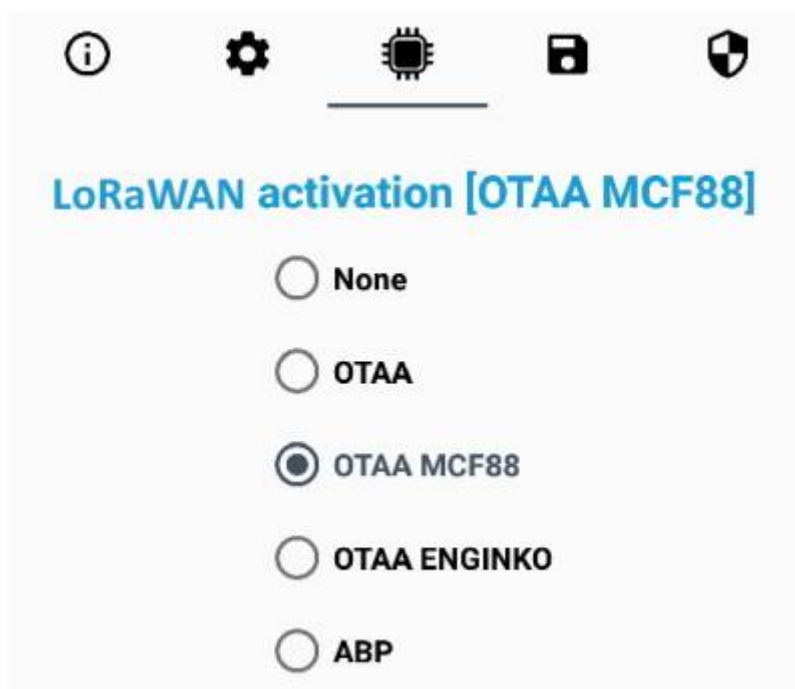 LoRaWAN activation [OTAA MCF88]
None
OTAA
OTAA MCF88
OTAA ENGINKO
ABP